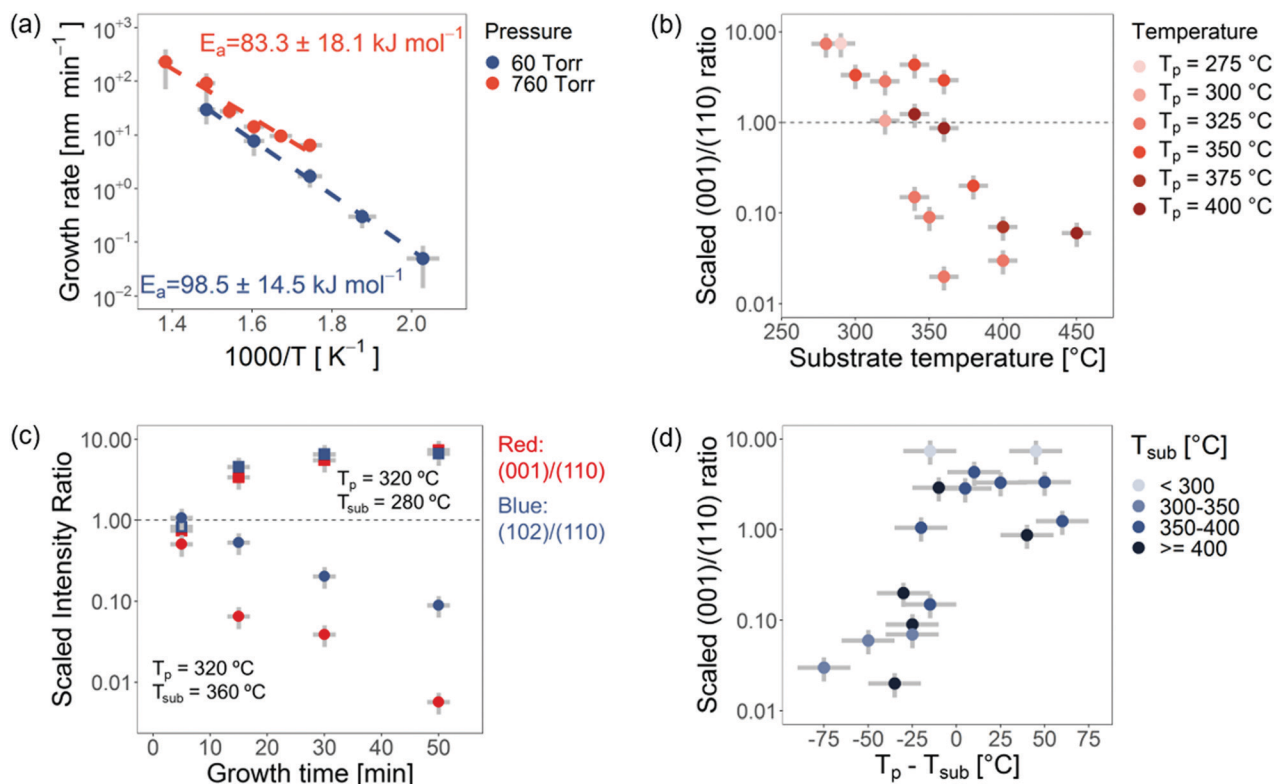 (a)
10⁺³
10⁺²
10⁺¹
10⁺⁰
10⁻¹
10⁻²
Growth rate [nm min⁻¹]
Eₐ=83.3 ± 18.1 kJ mol⁻¹
Eₐ=98.5 ± 14.5 kJ mol⁻¹
1.4 1.6 1.8 2.0
1000/T [ K⁻¹]
Pressure
60 Torr
760 Torr
(b)
10.00
1.00
0.10
0.01
Scaled (001)/(110) ratio
250 300 350 400 450
Substrate temperature [°C]
Temperature
Tₚ = 275 °C
Tₚ = 300 °C
Tₚ = 325 °C
Tₚ = 350 °C
Tₚ = 375 °C
Tₚ = 400 °C
(c)
10.00
1.00
0.10
0.01
Scaled Intensity Ratio
Tₚ = 320 ºC
T_sub = 280 ºC
Tₚ = 320 ºC
T_sub = 360 ºC
0 10 20 30 40 50
Growth time [min]
Red:
(001)/(110)
Blue:
(102)/(110)
(d)
10.00
1.00
0.10
0.01
Scaled (001)/(110) ratio
-75 -50 -25 0 25 50 75
Tₚ - T_sub [°C]
T_sub [°C]
< 300
300-350
350-400
>= 400